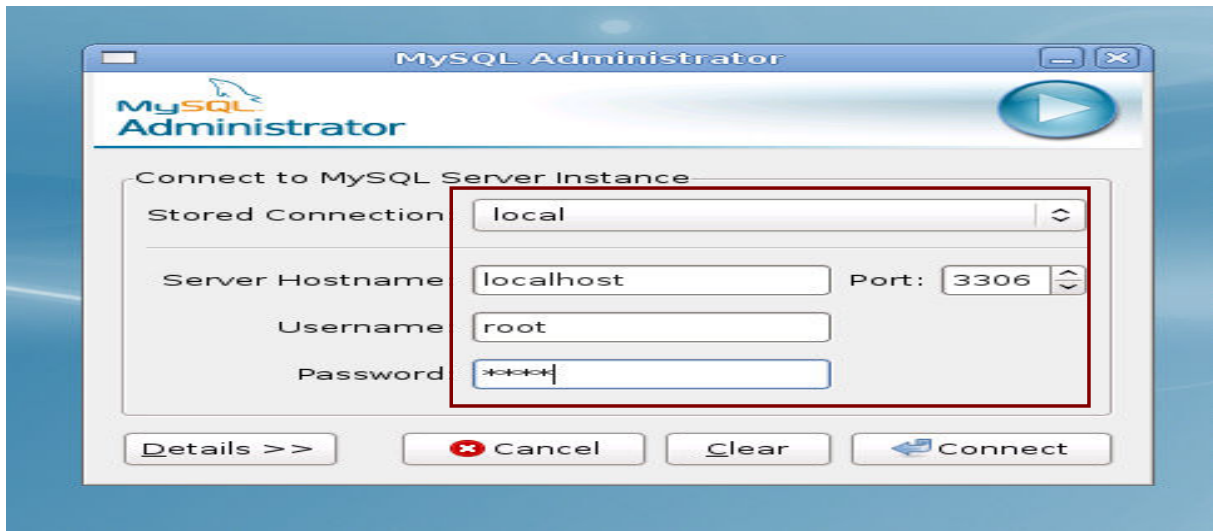 MySQL Administrator
MySQL
Administrator
Connect to MySQL Server Instance
Stored Connection: local
Server Hostname: localhost Port: 3306
Username: root
Password: ****
Details >> Cancel Clear Connect